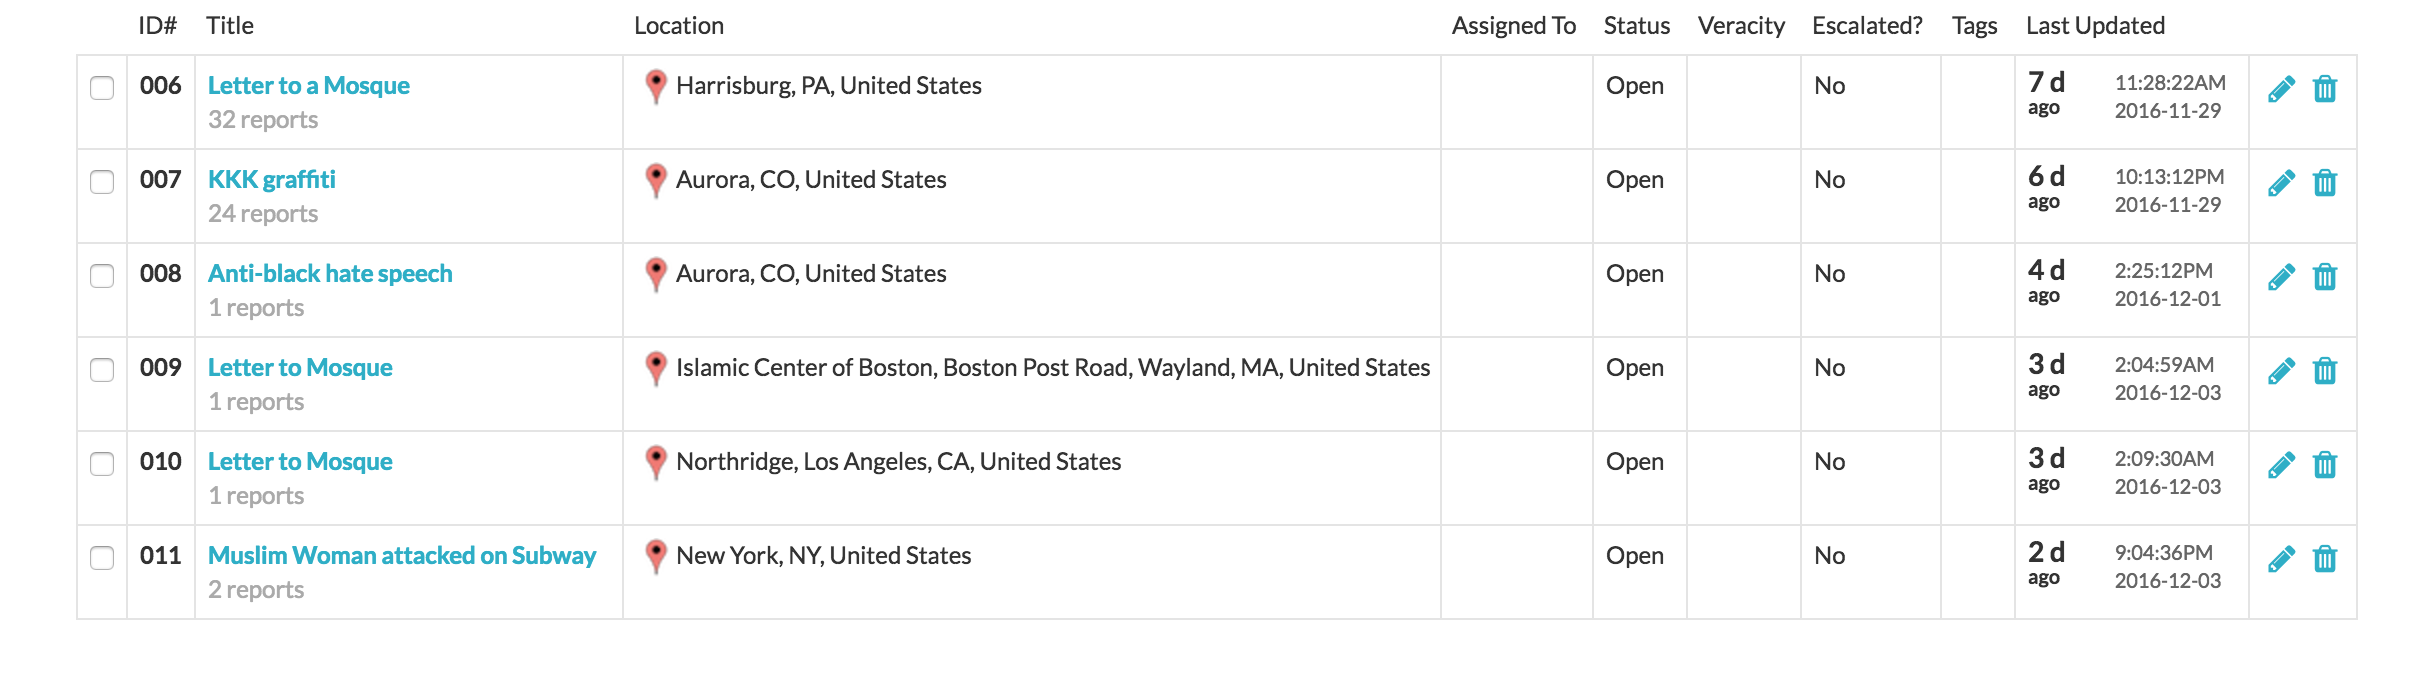 ID# Title Location Assigned To Status Veracity Escalated? Tags Last Updated
006 Letter to a Mosque Harrisburg, PA, United States Open No 7 d 11:28:22AM
32 reports ago 2016-11-29
007 KKK graffiti Aurora, CO, United States Open No 6 d 10:13:12PM
24 reports ago 2016-11-29
008 Anti-black hate speech Aurora, CO, United States Open No 4 d 2:25:12PM
1 reports ago 2016-12-01
009 Letter to Mosque Islamic Center of Boston, Boston Post Road, Wayland, MA, United States Open No 3 d 2:04:59AM
1 reports ago 2016-12-03
010 Letter to Mosque Northridge, Los Angeles, CA, United States Open No 3 d 2:09:30AM
1 reports ago 2016-12-03
011 Muslim Woman attacked on Subway New York, NY, United States Open No 2 d 9:04:36PM
2 reports ago 2016-12-03